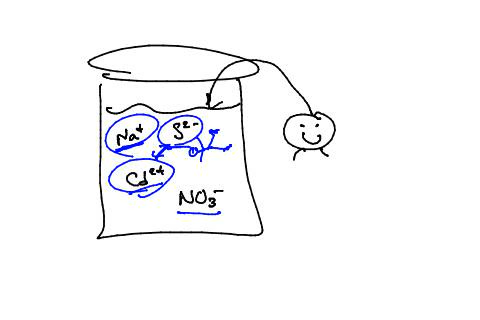 Na⁺ S²⁻
Cd²⁺
NO₃⁻